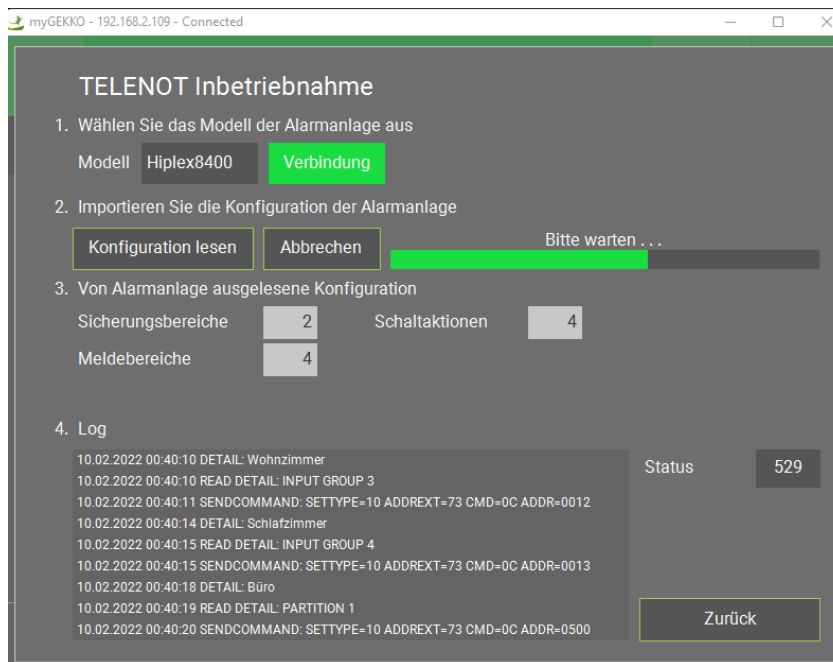 myGEKKO - 192.168.2.109 - Connected
TELENOT Inbetriebnahme
1. Wählen Sie das Modell der Alarmanlage aus
Modell Hiplex8400 Verbindung
2. Importieren Sie die Konfiguration der Alarmanlage
Konfiguration lesen Abbrechen Bitte warten . . .
3. Von Alarmanlage ausgelesene Konfiguration
Sicherungsbereiche 2 Schaltaktionen 4
Meldebereiche 4
4. Log
10.02.2022 00:40:10 DETAIL: Wohnzimmer
10.02.2022 00:40:10 READ DETAIL: INPUT GROUP 3
10.02.2022 00:40:11 SENDCOMMAND: SETTYPE=10 ADDREXT=73 CMD=0C ADDR=0012
10.02.2022 00:40:14 DETAIL: Schlafzimmer
10.02.2022 00:40:15 READ DETAIL: INPUT GROUP 4
10.02.2022 00:40:15 SENDCOMMAND: SETTYPE=10 ADDREXT=73 CMD=0C ADDR=0013
10.02.2022 00:40:18 DETAIL: Büro
10.02.2022 00:40:19 READ DETAIL: PARTITION 1
10.02.2022 00:40:20 SENDCOMMAND: SETTYPE=10 ADDREXT=73 CMD=0C ADDR=0500
Status 529
Zurück